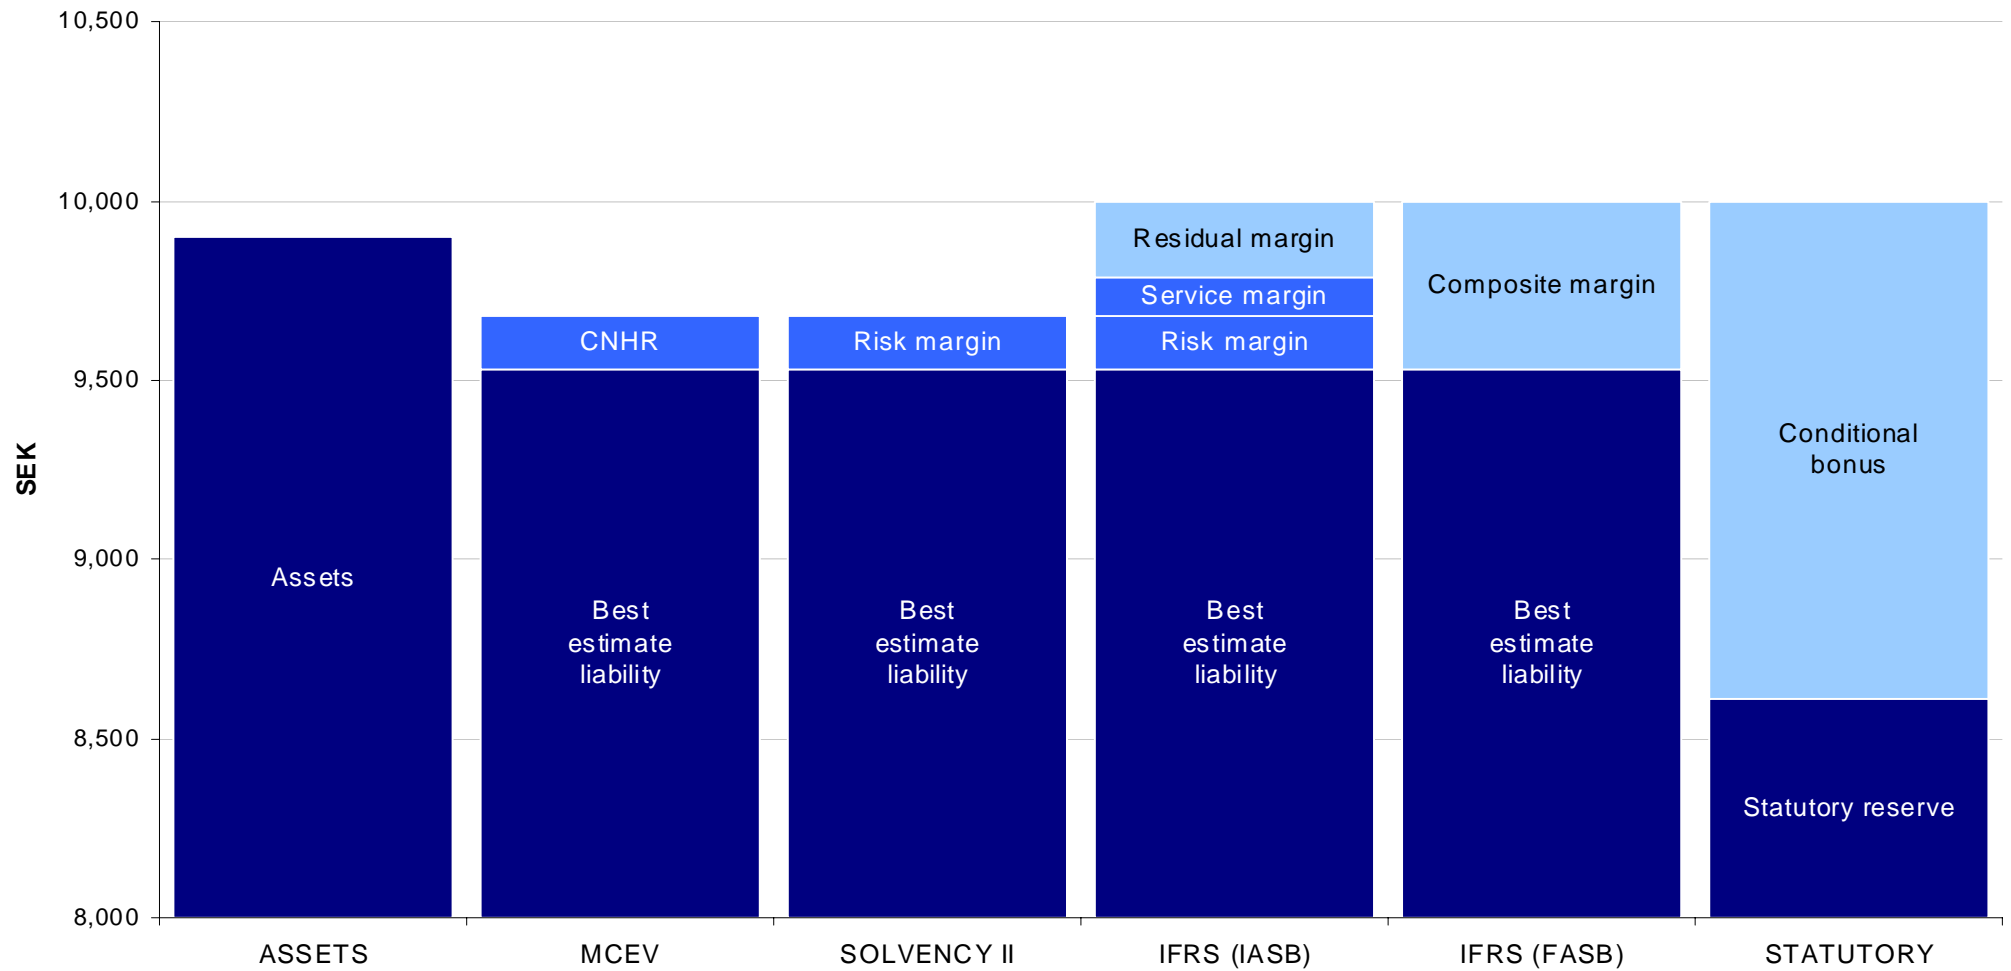 10,500
10,000
9,500
9,000
8,500
8,000
SEK
Assets
CNHR
Best
estimate
liability
Risk margin
Best
estimate
liability
Residual margin
Service margin
Risk margin
Best
estimate
liability
Composite margin
Best
estimate
liability
Conditional
bonus
Statutory reserve
ASSETS
MCEV
SOLVENCY II
IFRS (IASB)
IFRS (FASB)
STATUTORY